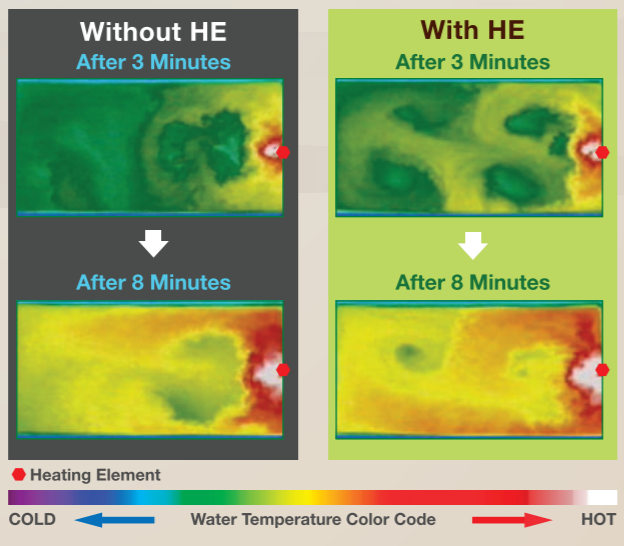 Without HE
After 3 Minutes
After 8 Minutes
With HE
After 3 Minutes
After 8 Minutes
Heating Element
COLD
Water Temperature Color Code
HOT